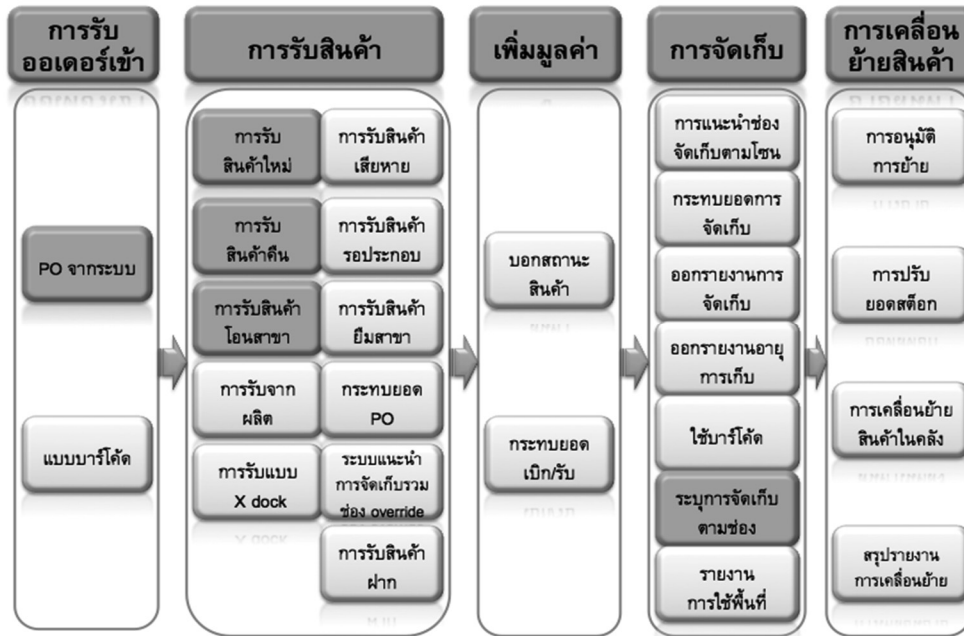 การรับ
ออเดอร์เข้า
การรับสินค้า
เพิ่มมูลค่า
การจัดเก็บ
การเคลื่อน
ย้ายสินค้า
PO จากระบบ
แบบบาร์โค้ด
การรับ
สินค้าใหม่
การรับสินค้า
เสียหาย
การรับ
สินค้าคืน
การรับสินค้า
รอประกอบ
การรับสินค้า
โอนสาขา
การรับสินค้า
ยืมสาขา
การรับจาก
ผลิต
กระทบยอด
PO
การรับแบบ
X dock
ระบบแนะนำ
การจัดเก็บรวม
ช่อง override
การรับสินค้า
ฝาก
บอกสถานะ
สินค้า
กระทบยอด
เบิก/รับ
การแนะนำช่อง
จัดเก็บตามโซน
กระทบยอดการ
จัดเก็บ
ออกรายงานการ
จัดเก็บ
ออกรายงานอายุ
การเก็บ
ใช้บาร์โค้ด
ระบุการจัดเก็บ
ตามช่อง
รายงาน
การใช้พื้นที่
การอนุมัติ
การย้าย
การปรับ
ยอดสต็อก
การเคลื่อนย้าย
สินค้าในคลัง
สรุปรายงาน
การเคลื่อนย้าย